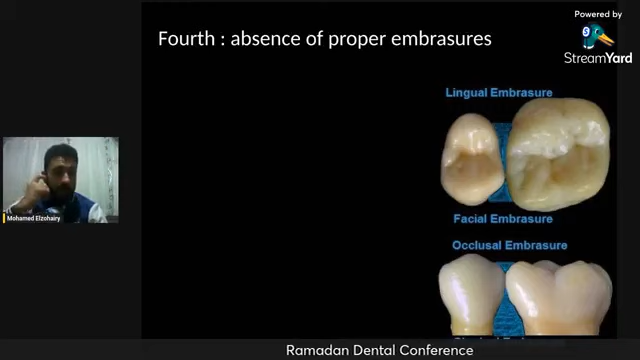 Powered by
StreamYard
Fourth : absence of proper embrasures
Lingual Embrasure
Facial Embrasure
Occlusal Embrasure
Mohamed Elzohairy
Ramadan Dental Conference